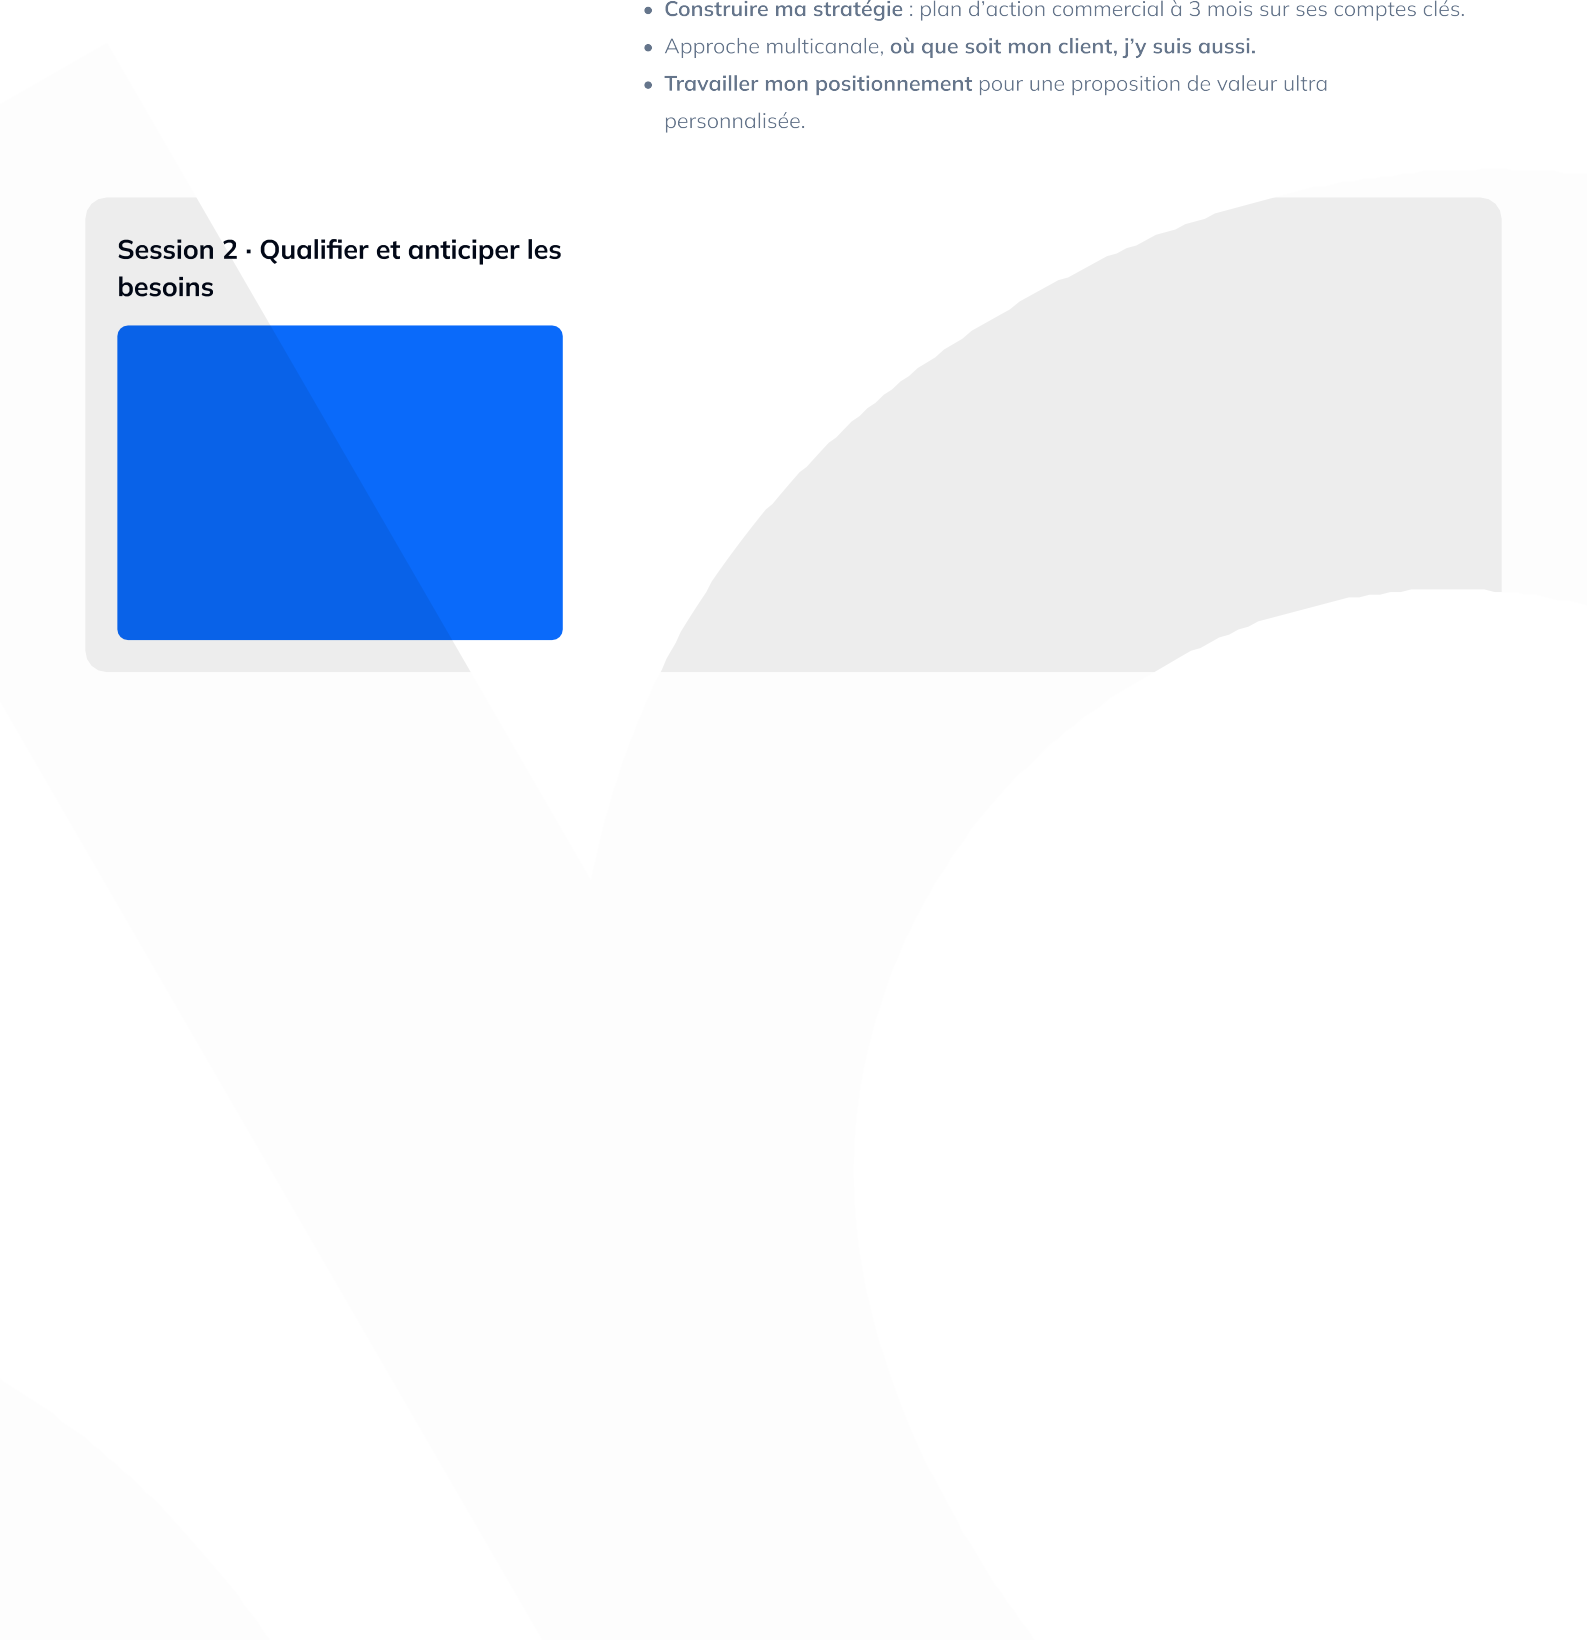 • Construire ma stratégie : plan d’action commercial à 3 mois sur ses comptes clés.
• Approche multicanale, où que soit mon client, j’y suis aussi.
• Travailler mon positionnement pour une proposition de valeur ultra
personnalisée.
Session 2 · Qualifier et anticiper les
besoins